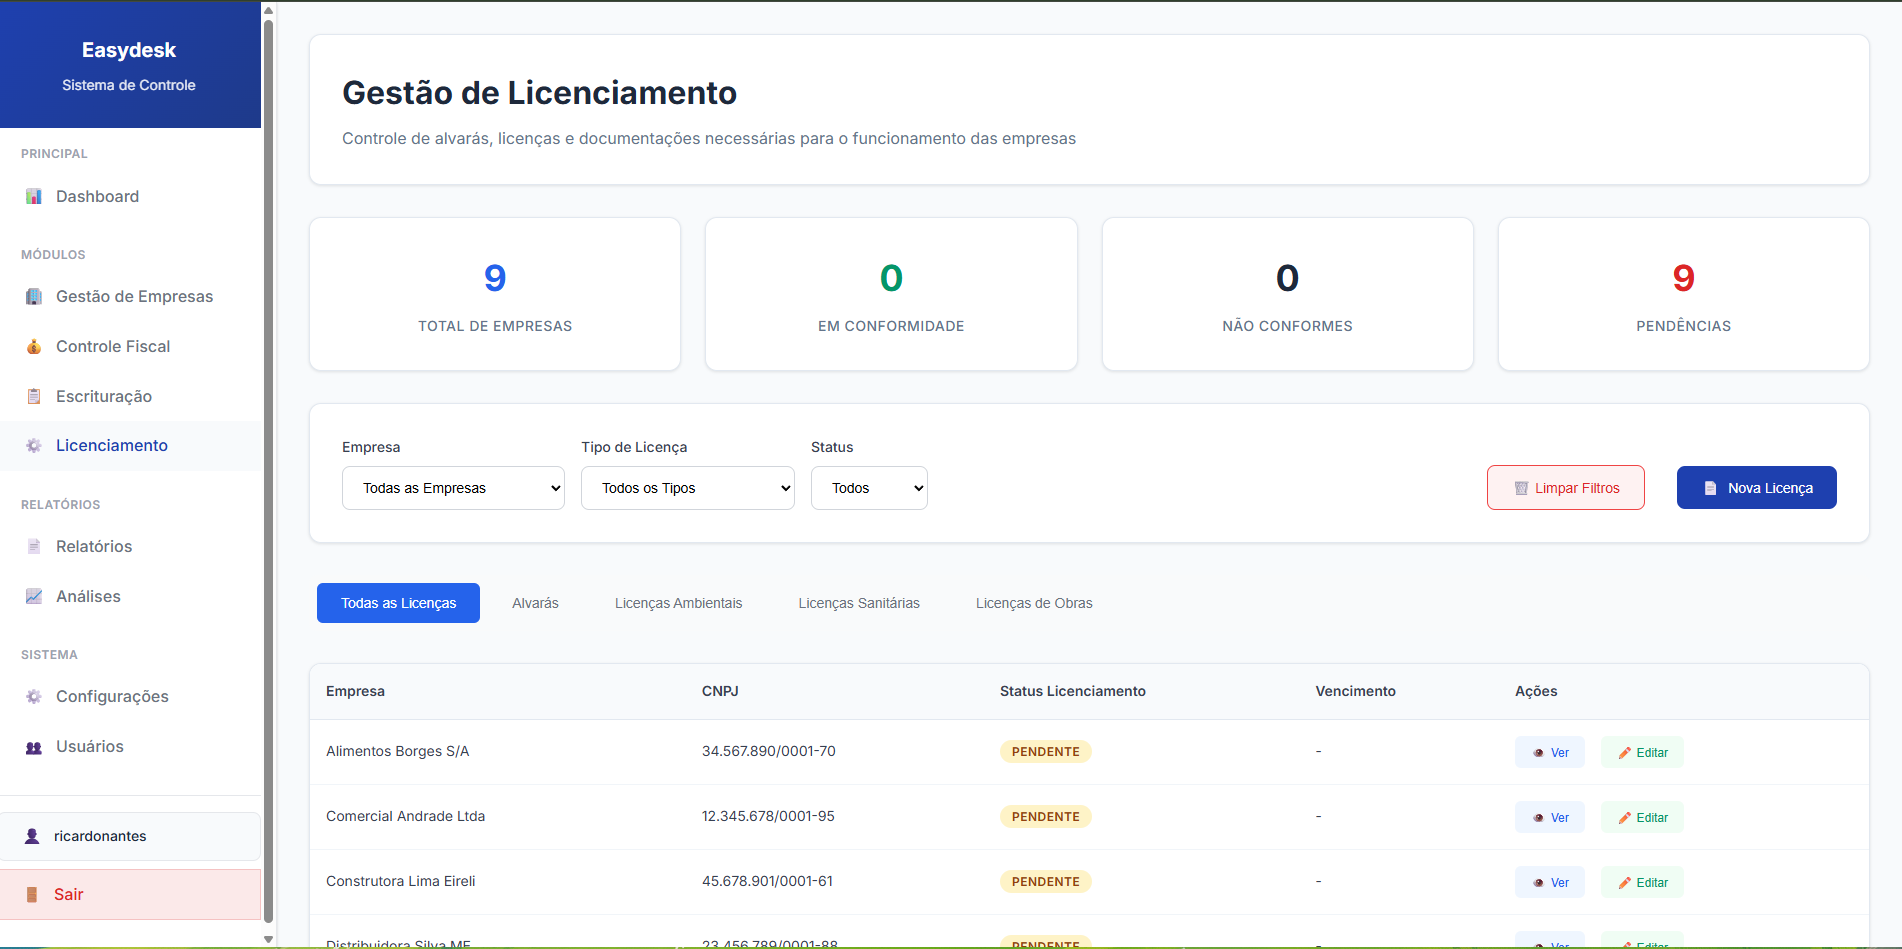 Easydesk
Sistema de Controle
PRINCIPAL
Dashboard
MÓDULOS
Gestão de Empresas
Controle Fiscal
Escrituração
Licenciamento
RELATÓRIOS
Relatórios
Análises
SISTEMA
Configurações
Usuários
ricardonantes
Sair
Gestão de Licenciamento
Controle de alvarás, licenças e documentações necessárias para o funcionamento das empresas
9
TOTAL DE EMPRESAS
0
EM CONFORMIDADE
0
NÃO CONFORMES
9
PENDÊNCIAS
Empresa Tipo de Licença Status
Todas as Empresas Todos os Tipos Todos Limpar Filtros Nova Licença
Todas as Licenças Alvarás Licenças Ambientais Licenças Sanitárias Licenças de Obras
Empresa CNPJ Status Licenciamento Vencimento Ações
Alimentos Borges S/A 34.567.890/0001-70 PENDENTE - Ver Editar
Comercial Andrade Ltda 12.345.678/0001-95 PENDENTE - Ver Editar
Construtora Lima Eireli 45.678.901/0001-61 PENDENTE - Ver Editar
Distribuidora Silva ME 23.456.789/0001-88 PENDENTE - Ver Editar